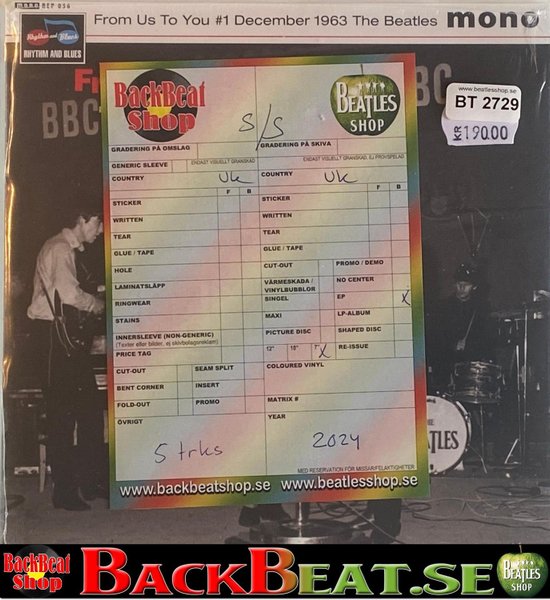 mono REP 036
Rhythm and Blues
RHYTHM AND BLUES
From Us To You #1 December 1963 The Beatles mono
BBC
BC
www.beatlesshop.se
BT 2729
KR190.00
BackBeat Shop
BEATLES SHOP
S/S
GRADERING PÅ OMSLAG
GRADERING PÅ SKIVA
GENERIC SLEEVE
ENDAST VISUELLT GRANSKAD
ENDAST VISUELLT GRANSKAD, EJ PROVSPELAD
COUNTRY UK
COUNTRY UK
F B
F B
STICKER
STICKER
WRITTEN
WRITTEN
TEAR
TEAR
GLUE / TAPE
GLUE / TAPE
HOLE
CUT-OUT
PROMO / DEMO
LAMINATSLÄPP
VÄRMESKADA / VINYLBUBBLOR
NO CENTER
RINGWEAR
SINGEL
EP X
STAINS
MAXI
LP-ALBUM
INNERSLEEVE (NON-GENERIC)
(Texter eller bilder, ej skivbolagsreklam)
PICTURE DISC
SHAPED DISC
PRICE TAG
12" 10" 7" X
RE-ISSUE
CUT-OUT
SEAM SPLIT
COLOURED VINYL
BENT CORNER
INSERT
FOLD-OUT
PROMO
MATRIX #
ÖVRIGT
YEAR
5 trks
2024
MED RESERVATION FÖR MISSAR/FELAKTIGHETER
www.backbeatshop.se www.beatlesshop.se
THE
TLES
BackBeat Shop
BACKBEAT.SE
BEATLES SHOP